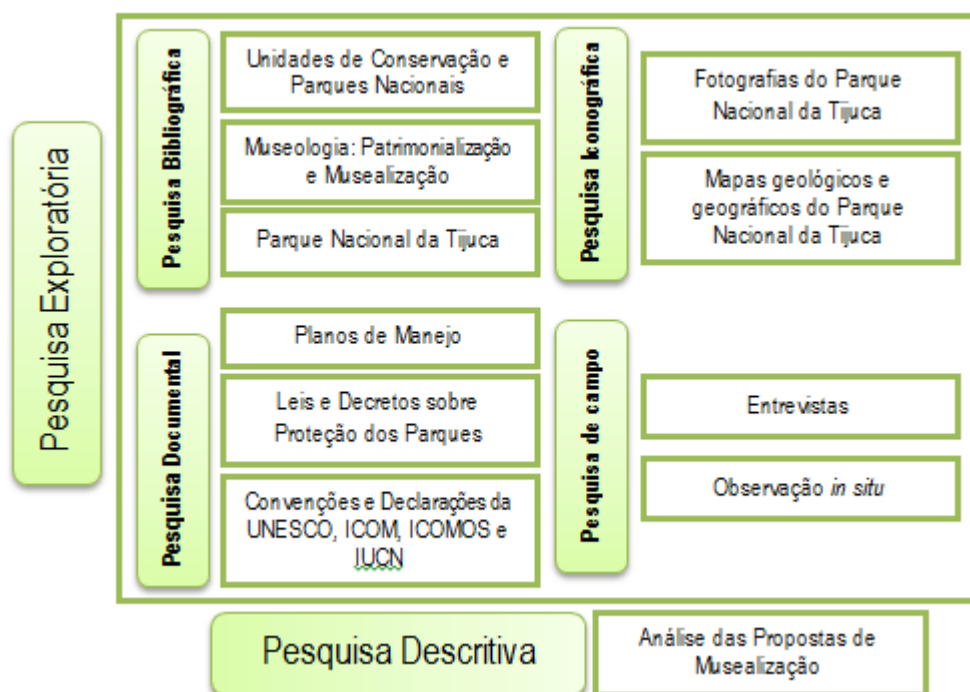 Pesquisa Exploratória
Pesquisa Bibliográfica
Unidades de Conservação e
Parques Nacionais
Museologia: Patrimonialização
e Musealização
Parque Nacional da Tijuca
Pesquisa Iconográfica
Fotografias do Parque
Nacional da Tijuca
Mapas geológicos e
geográficos do Parque
Nacional da Tijuca
Pesquisa Documental
Planos de Manejo
Leis e Decretos sobre
Proteção dos Parques
Convenções e Declarações da
UNESCO, ICOM, ICOMOS e
IUCN
Pesquisa de campo
Entrevistas
Observação in situ
Pesquisa Descritiva
Análise das Propostas de
Musealização